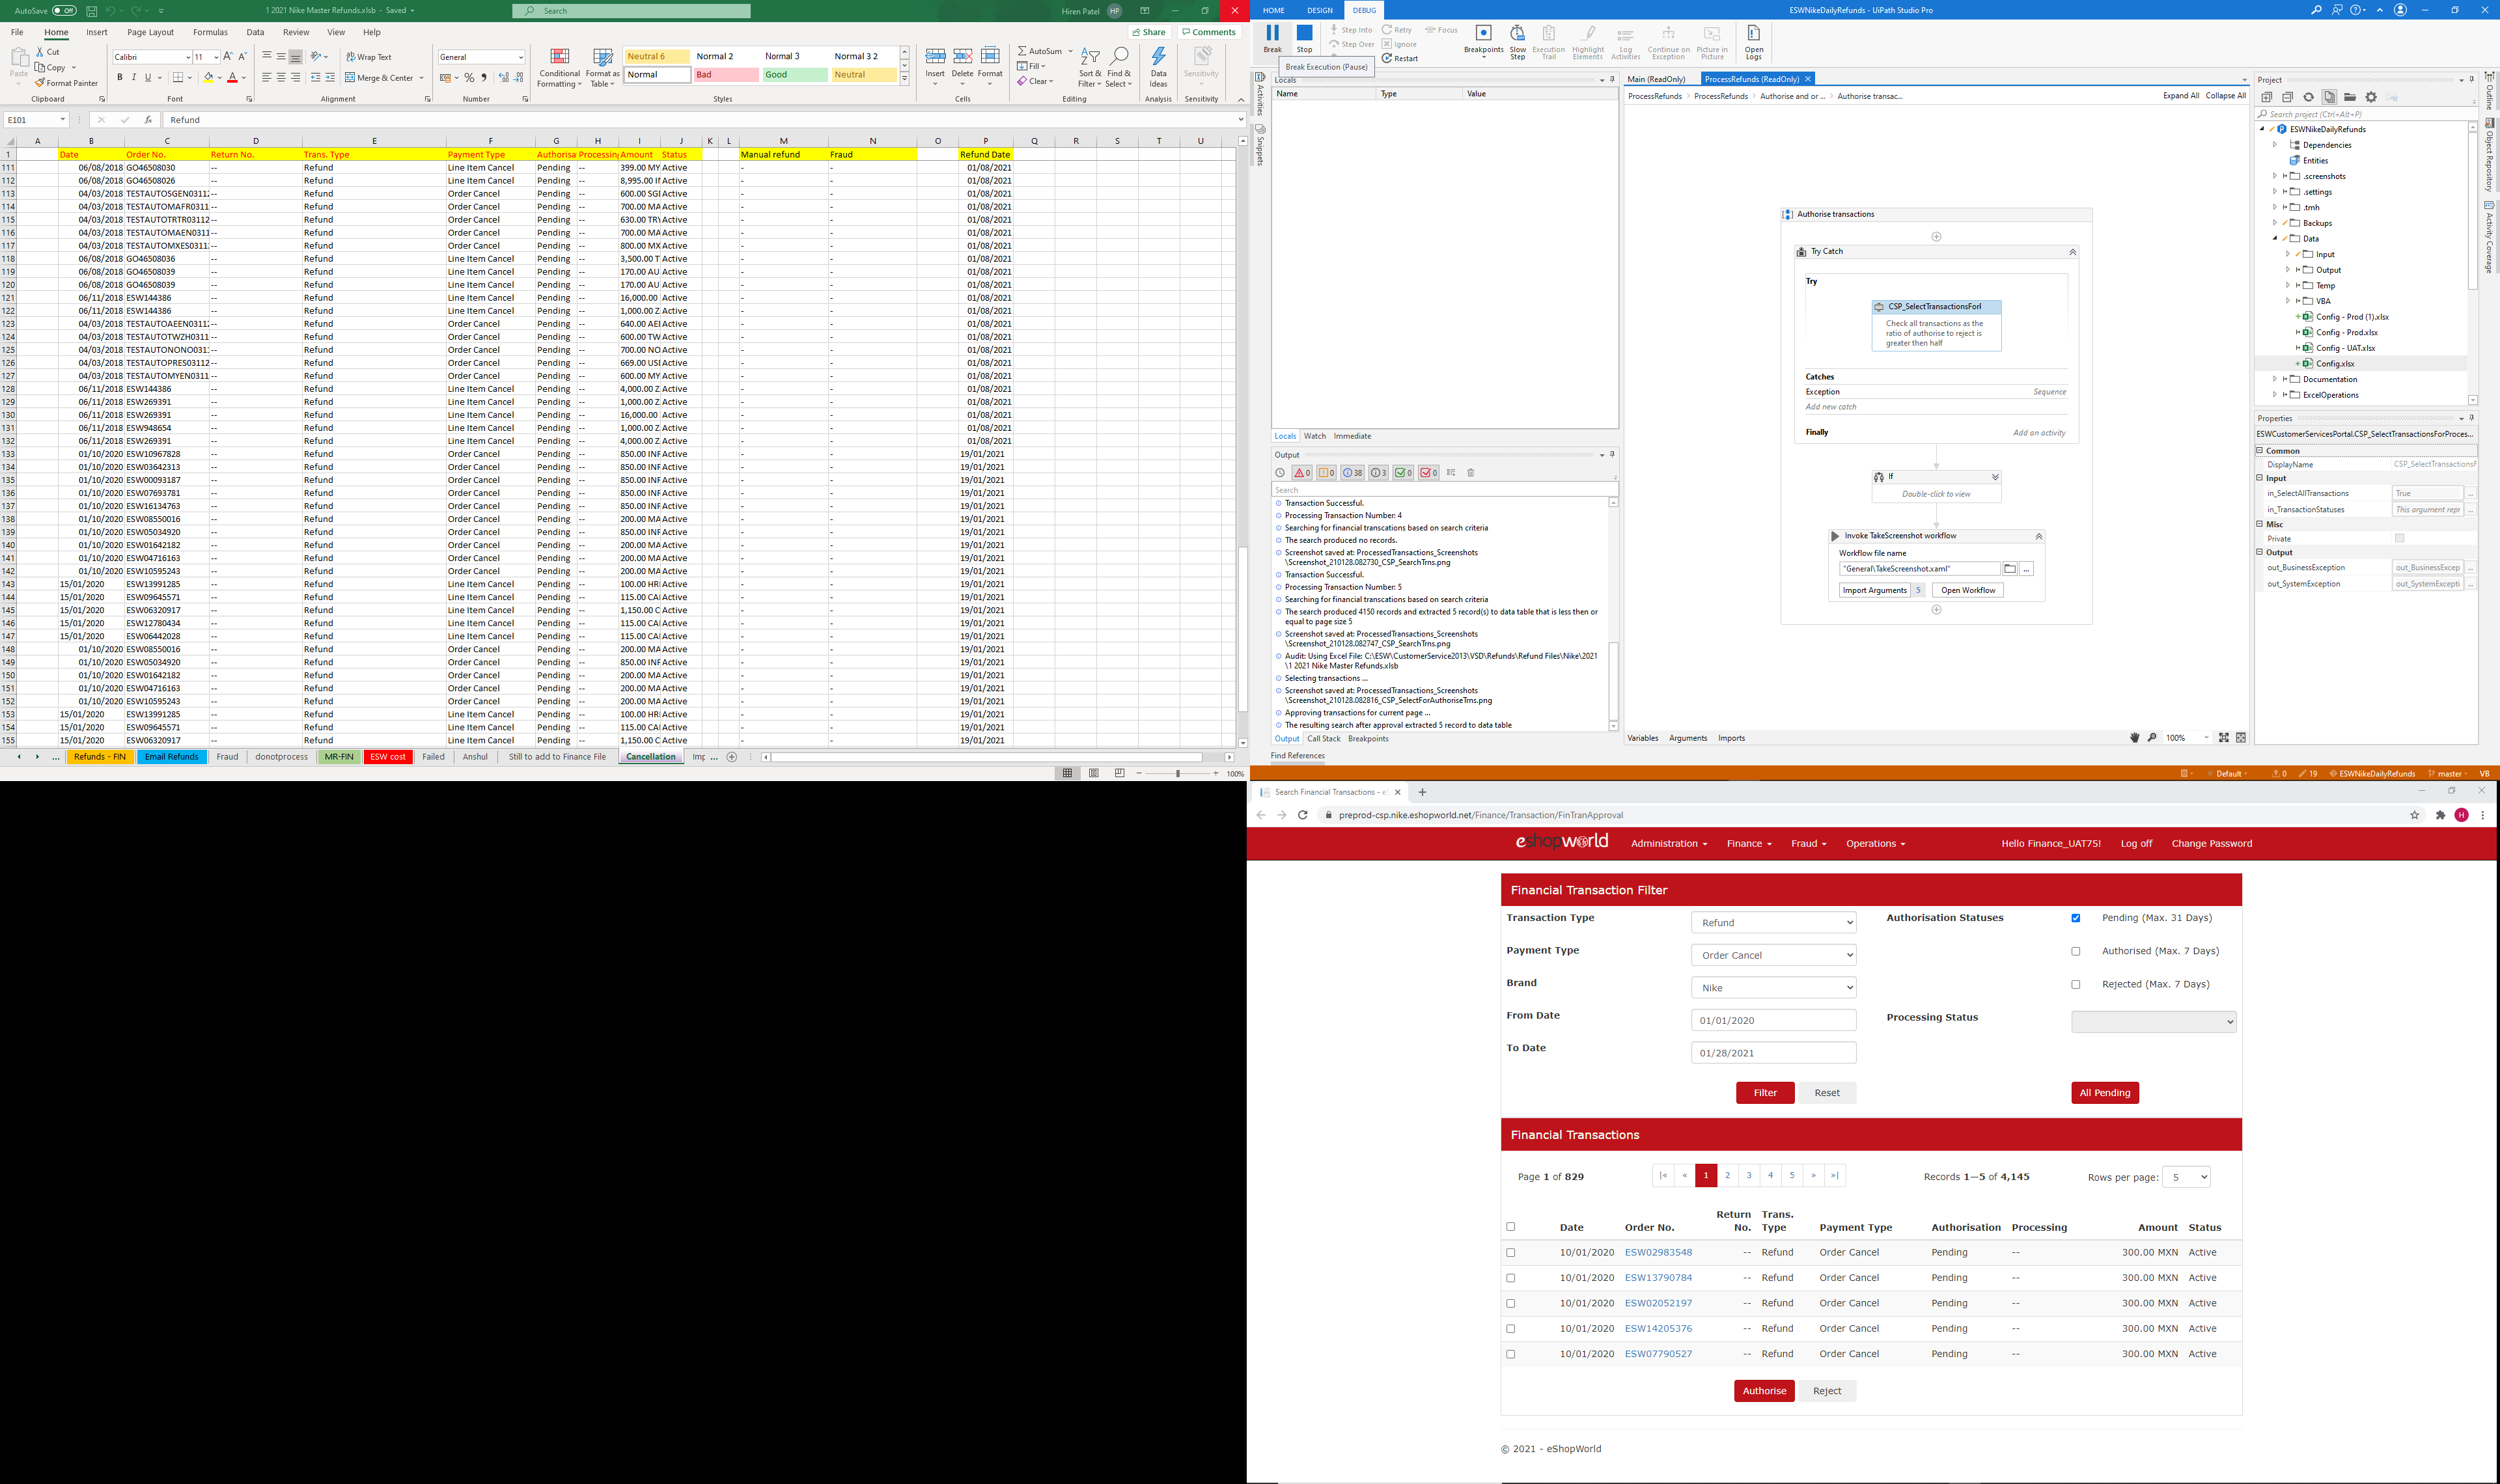 AutoSave Off 1 2021 Nike Master Refunds.xlsb - Saved Search Hiren Patel HP
File Home Insert Page Layout Formulas Data Review View Help Share Comments
Paste Cut Copy Format Painter Clipboard
Calibri 11 Font
Wrap Text Merge & Center Alignment
General Number
Conditional Formatting Format as Table
Neutral 6 Normal 2 Normal 3 Normal 3 2
Normal Bad Good Neutral
Styles
Insert Delete Format Cells
AutoSum Fill Clear Sort & Filter Find & Select Editing
Data Ideas Analysis
Sensitivity Sensitivity
E101 Refund
A B C D E F G H I J K L M N O P Q R S T U
1 Date Order No. Return No. Trans. Type Payment Type Authorisa Processing Amount Status Manual refund Fraud Refund Date
111 06/08/2018 GO46508030 -- Refund Line Item Cancel Pending -- 399.00 MY Active - - 01/08/2021
112 06/08/2018 GO46508026 -- Refund Line Item Cancel Pending -- 8,995.00 II Active - - 01/08/2021
113 04/03/2018 TESTAUTOSGEN0311 -- Refund Order Cancel Pending -- 600.00 SGI Active - - 01/08/2021
114 04/03/2018 TESTAUTOMAFR0311 -- Refund Order Cancel Pending -- 700.00 MA Active - - 01/08/2021
115 04/03/2018 TESTAUTOTRTR03112 -- Refund Order Cancel Pending -- 630.00 TRY Active - - 01/08/2021
116 04/03/2018 TESTAUTOMAEN0311 -- Refund Order Cancel Pending -- 700.00 MA Active - - 01/08/2021
117 04/03/2018 TESTAUTOMXES0311 -- Refund Order Cancel Pending -- 800.00 MX Active - - 01/08/2021
118 06/08/2018 GO46508036 -- Refund Line Item Cancel Pending -- 3,500.00 T Active - - 01/08/2021
119 06/08/2018 GO46508039 -- Refund Line Item Cancel Pending -- 170.00 AU Active - - 01/08/2021
120 06/08/2018 GO46508039 -- Refund Line Item Cancel Pending -- 170.00 AU Active - - 01/08/2021
121 06/11/2018 ESW144386 -- Refund Line Item Cancel Pending -- 16,000.00 Active - - 01/08/2021
122 06/11/2018 ESW144386 -- Refund Line Item Cancel Pending -- 1,000.00 Z Active - - 01/08/2021
123 04/03/2018 TESTAUTOAEEN0311 -- Refund Order Cancel Pending -- 640.00 AEI Active - - 01/08/2021
124 04/03/2018 TESTAUTOTWZH0311 -- Refund Order Cancel Pending -- 600.00 TW Active - - 01/08/2021
125 04/03/2018 TESTAUTONONO031 -- Refund Order Cancel Pending -- 700.00 NO Active - - 01/08/2021
126 04/03/2018 TESTAUTOPRES03112 -- Refund Order Cancel Pending -- 669.00 USI Active - - 01/08/2021
127 04/03/2018 TESTAUTOMYEN0311 -- Refund Order Cancel Pending -- 600.00 MY Active - - 01/08/2021
128 06/11/2018 ESW144386 -- Refund Line Item Cancel Pending -- 4,000.00 Z Active - - 01/08/2021
129 06/11/2018 ESW269391 -- Refund Line Item Cancel Pending -- 1,000.00 Z Active - - 01/08/2021
130 06/11/2018 ESW269391 -- Refund Line Item Cancel Pending -- 16,000.00 Active - - 01/08/2021
131 06/11/2018 ESW948654 -- Refund Line Item Cancel Pending -- 1,000.00 Z Active - - 01/08/2021
132 06/11/2018 ESW269391 -- Refund Line Item Cancel Pending -- 4,000.00 Z Active - - 01/08/2021
133 01/10/2020 ESW10967828 -- Refund Order Cancel Pending -- 850.00 INF Active - - 19/01/2021
134 01/10/2020 ESW03642313 -- Refund Order Cancel Pending -- 850.00 INF Active - - 19/01/2021
135 01/10/2020 ESW00093187 -- Refund Order Cancel Pending -- 850.00 INF Active - - 19/01/2021
136 01/10/2020 ESW07693781 -- Refund Order Cancel Pending -- 850.00 INF Active - - 19/01/2021
137 01/10/2020 ESW16134763 -- Refund Order Cancel Pending -- 850.00 INF Active - - 19/01/2021
138 01/10/2020 ESW08550016 -- Refund Order Cancel Pending -- 200.00 MA Active - - 19/01/2021
139 01/10/2020 ESW05034920 -- Refund Order Cancel Pending -- 850.00 INF Active - - 19/01/2021
140 01/10/2020 ESW01642182 -- Refund Order Cancel Pending -- 200.00 MA Active - - 19/01/2021
141 01/10/2020 ESW04716163 -- Refund Order Cancel Pending -- 200.00 MA Active - - 19/01/2021
142 01/10/2020 ESW10595243 -- Refund Order Cancel Pending -- 200.00 MA Active - - 19/01/2021
143 15/01/2020 ESW13991285 -- Refund Line Item Cancel Pending -- 100.00 HRI Active - - 19/01/2021
144 15/01/2020 ESW09645571 -- Refund Line Item Cancel Pending -- 115.00 CAI Active - - 19/01/2021
145 15/01/2020 ESW06320917 -- Refund Line Item Cancel Pending -- 1,150.00 C Active - - 19/01/2021
146 15/01/2020 ESW12780434 -- Refund Line Item Cancel Pending -- 115.00 CAI Active - - 19/01/2021
147 15/01/2020 ESW06442028 -- Refund Line Item Cancel Pending -- 115.00 CAI Active - - 19/01/2021
148 01/10/2020 ESW08550016 -- Refund Order Cancel Pending -- 200.00 MA Active - - 19/01/2021
149 01/10/2020 ESW05034920 -- Refund Order Cancel Pending -- 850.00 INF Active - - 19/01/2021
150 01/10/2020 ESW01642182 -- Refund Order Cancel Pending -- 200.00 MA Active - - 19/01/2021
151 01/10/2020 ESW04716163 -- Refund Order Cancel Pending -- 200.00 MA Active - - 19/01/2021
152 01/10/2020 ESW10595243 -- Refund Order Cancel Pending -- 200.00 MA Active - - 19/01/2021
153 15/01/2020 ESW13991285 -- Refund Line Item Cancel Pending -- 100.00 HRI Active - - 19/01/2021
154 15/01/2020 ESW09645571 -- Refund Line Item Cancel Pending -- 115.00 CAI Active - - 19/01/2021
155 15/01/2020 ESW06320917 -- Refund Line Item Cancel Pending -- 1,150.00 C Active - - 19/01/2021
... Refunds - FIN Email Refunds Fraud donotprocess MR-FIN ESW cost Failed Anshul Still to add to Finance File Cancellation Imp ...
100%
HOME DESIGN DEBUG ESWNikeDailyRefunds - UiPath Studio Pro
Break Stop Step Into Step Over Retry Ignore Restart Focus
Breakpoints Slow Step Execution Trail Highlight Elements Log Activities Continue on Exception Picture in Picture Open Logs
Break Execution (Pause)
Activities
Snippets
Locals
Name Type Value
Locals Watch Immediate
Output
0 0 38 3 0 0
Search
Transaction Successful.
Processing Transaction Number: 4
Searching for financial transcations based on search criteria
The search produced no records.
Screenshot saved at: ProcessedTransactions_Screenshots
\Screenshot_210128.082730_CSP_SearchTrns.png
Transaction Successful.
Processing Transaction Number: 5
Searching for financial transcations based on search criteria
The search produced 4150 records and extracted 5 record(s) to data table that is less then or
equal to page size 5
Screenshot saved at: ProcessedTransactions_Screenshots
\Screenshot_210128.082747_CSP_SearchTrns.png
Audit: Using Excel File: C:\ESW\CustomerService2013\VSD\Refunds\Refund Files\Nike\2021
\1 2021 Nike Master Refunds.xlsb
Selecting transactions ...
Screenshot saved at: ProcessedTransactions_Screenshots
\Screenshot_210128.082816_CSP_SelectForAuthoriseTrns.png
Approving transactions for current page ...
The resulting search after approval extracted 5 record to data table
Output Call Stack Breakpoints
Find References
Main (ReadOnly) ProcessRefunds (ReadOnly)
ProcessRefunds > ProcessRefunds > Authorise and or ... > Authorise transac...
Expand All Collapse All
Authorise transactions
Try Catch
Try
CSP_SelectTransactionsForl
Check all transactions as the
ratio of authorise to reject is
greater then half
Catches
Exception Sequence
Add new catch
Finally Add an activity
If
Double-click to view
Invoke TakeScreenshot workflow
Workflow file name
"General\TakeScreenshot.xaml" ...
Import Arguments 5 Open Workflow
Variables Arguments Imports 100%
Project
Search project (Ctrl+Alt+P)
ESWNikeDailyRefunds
Dependencies
Entities
.screenshots
.settings
.tmh
Backups
Data
Input
Output
Temp
VBA
Config - Prod (1).xlsx
Config - Prod.xlsx
Config - UAT.xlsx
Config.xlsx
Documentation
ExcelOperations
Outline
Object Repository
Activity Coverage
Properties
ESWCustomerServicesPortal.CSP_SelectTransactionsForProces...
Common
DisplayName CSP_SelectTransactionsF
Input
in_SelectAllTransactions True ...
in_TransactionStatuses This argument repr ...
Misc
Private
Output
out_BusinessException out_BusinessExcep ...
out_SystemException out_SystemExcepti ...
Default 0 19 ESWNikeDailyRefunds master VB
Search Financial Transactions - e
preprod-csp.nike.eshopworld.net/Finance/Transaction/FinTranApproval H
eshopworld Administration Finance Fraud Operations Hello Finance_UAT75! Log off Change Password
Financial Transaction Filter
Transaction Type Refund Authorisation Statuses Pending (Max. 31 Days)
Payment Type Order Cancel Authorised (Max. 7 Days)
Brand Nike Rejected (Max. 7 Days)
From Date 01/01/2020 Processing Status
To Date 01/28/2021
Filter Reset All Pending
Financial Transactions
Page 1 of 829 |« « 1 2 3 4 5 » »| Records 1—5 of 4,145 Rows per page: 5
Date Order No. Return No. Trans. Type Payment Type Authorisation Processing Amount Status
10/01/2020 ESW02983548 -- Refund Order Cancel Pending -- 300.00 MXN Active
10/01/2020 ESW13790784 -- Refund Order Cancel Pending -- 300.00 MXN Active
10/01/2020 ESW02052197 -- Refund Order Cancel Pending -- 300.00 MXN Active
10/01/2020 ESW14205376 -- Refund Order Cancel Pending -- 300.00 MXN Active
10/01/2020 ESW07790527 -- Refund Order Cancel Pending -- 300.00 MXN Active
Authorise Reject
© 2021 - eShopWorld